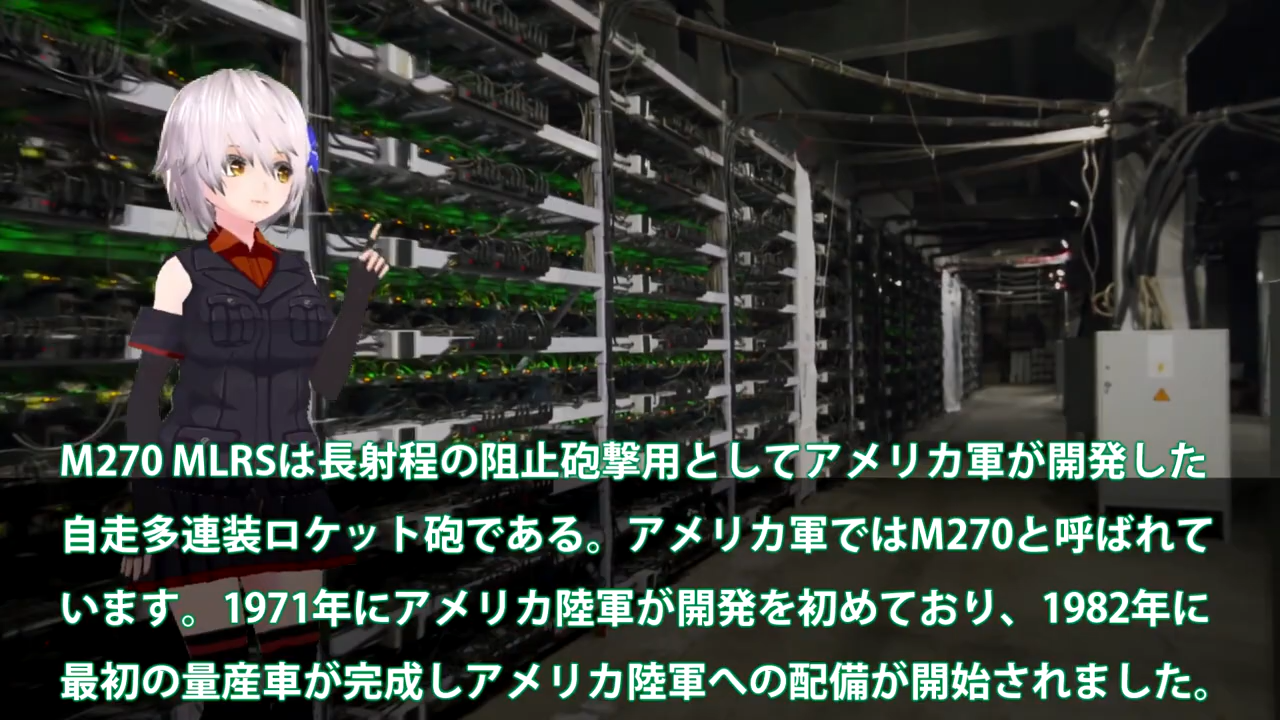 M270 MLRSは長射程の阻止砲撃用としてアメリカ軍が開発した
自走多連装ロケット砲である。アメリカ軍ではM270と呼ばれて
います。1971年にアメリカ陸軍が開発を初めており、1982年に
最初の量産車が完成しアメリカ陸軍への配備が開始されました。